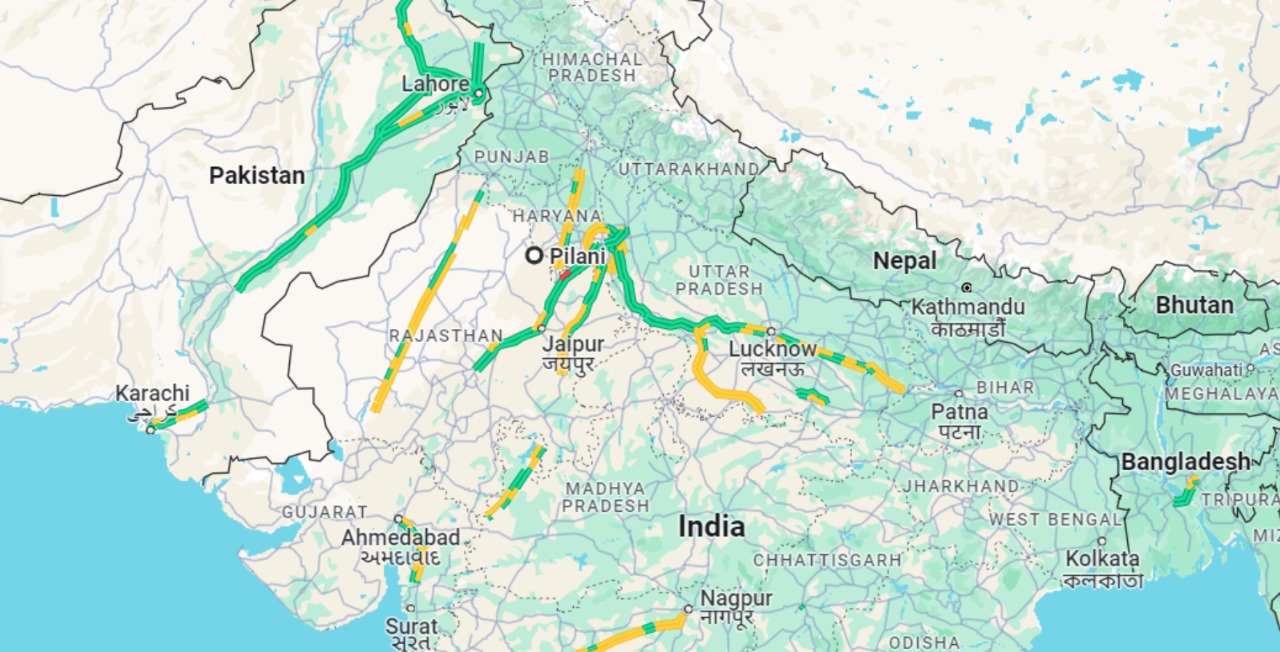 HIMACHAL
PRADESH
Lahore
لاہور
PUNJAB
Pakistan
UTTARAKHAND
HARYANA
Pilani
Nepal
UTTAR
PRADESH
Kathmandu
काठमाडौँ
Bhutan
RAJASTHAN
Jaipur
जयपुर
Lucknow
लखनऊ
Guwahati
AS
MEGHALAYA
Karachi
کراچی
BIHAR
Patna
पटना
Bangladesh
MADHYA
PRADESH
JHARKHAND
TRIPURA
GUJARAT
WEST BENGAL
India
Ahmedabad
અમદાવાદ
MIZ
CHHATTISGARH
Kolkata
কলকাতা
Nagpur
नागपूर
Surat
સુરત
ODISHA